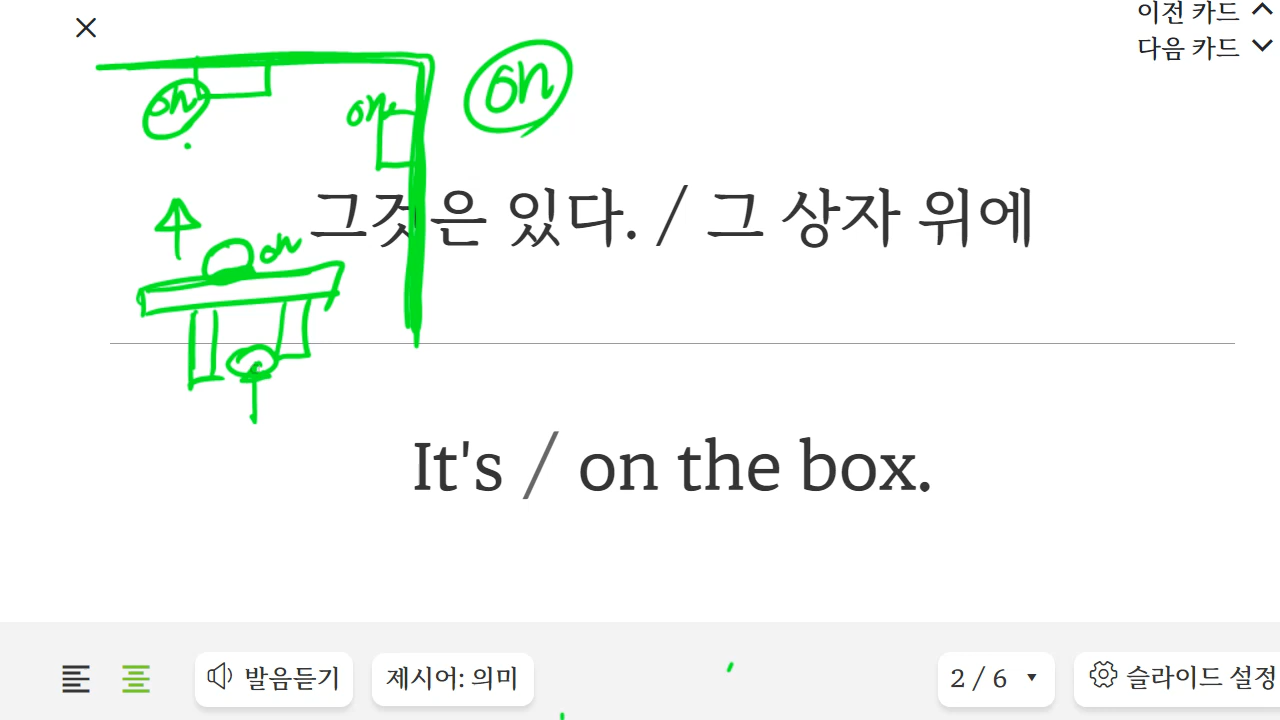 이전 카드
다음 카드
on
on
on
그것은 있다. / 그 상자 위에
on
It's / on the box.
발음듣기
제시어: 의미
2 / 6
슬라이드 설정